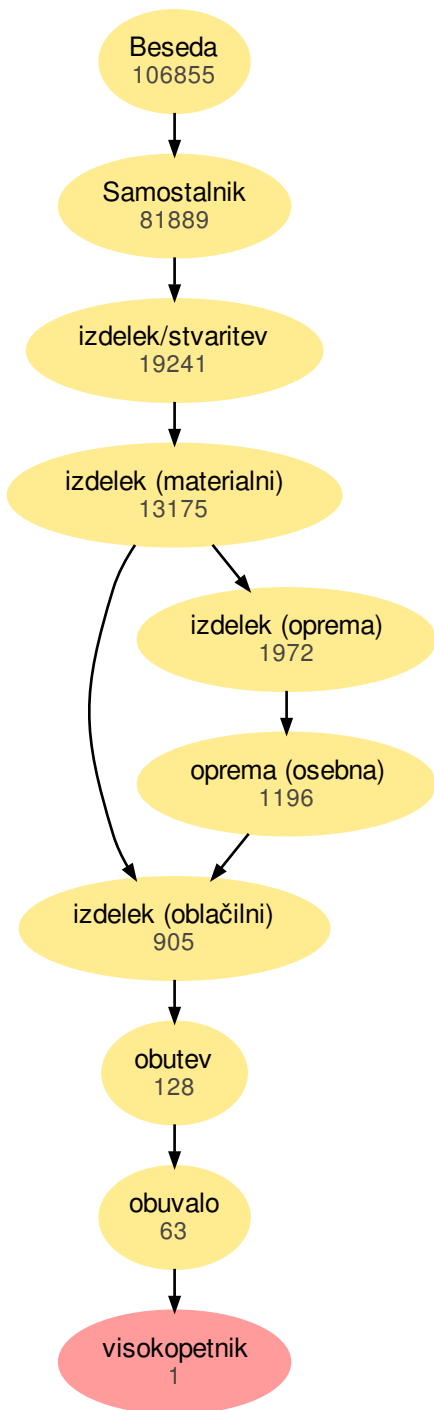 Beseda
106855
Samostalnik
81889
izdelek/stvaritev
19241
izdelek (materialni)
13175
izdelek (oprema)
1972
oprema (osebna)
1196
izdelek (oblačilni)
905
obutev
128
obuvalo
63
visokopetnik
1